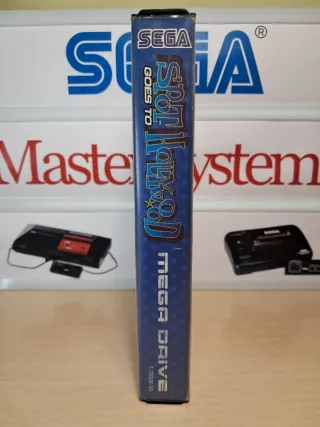 SEGA®
Master System
SEGA
SPOT GOES TO HOLLYWOOD
MEGA DRIVE